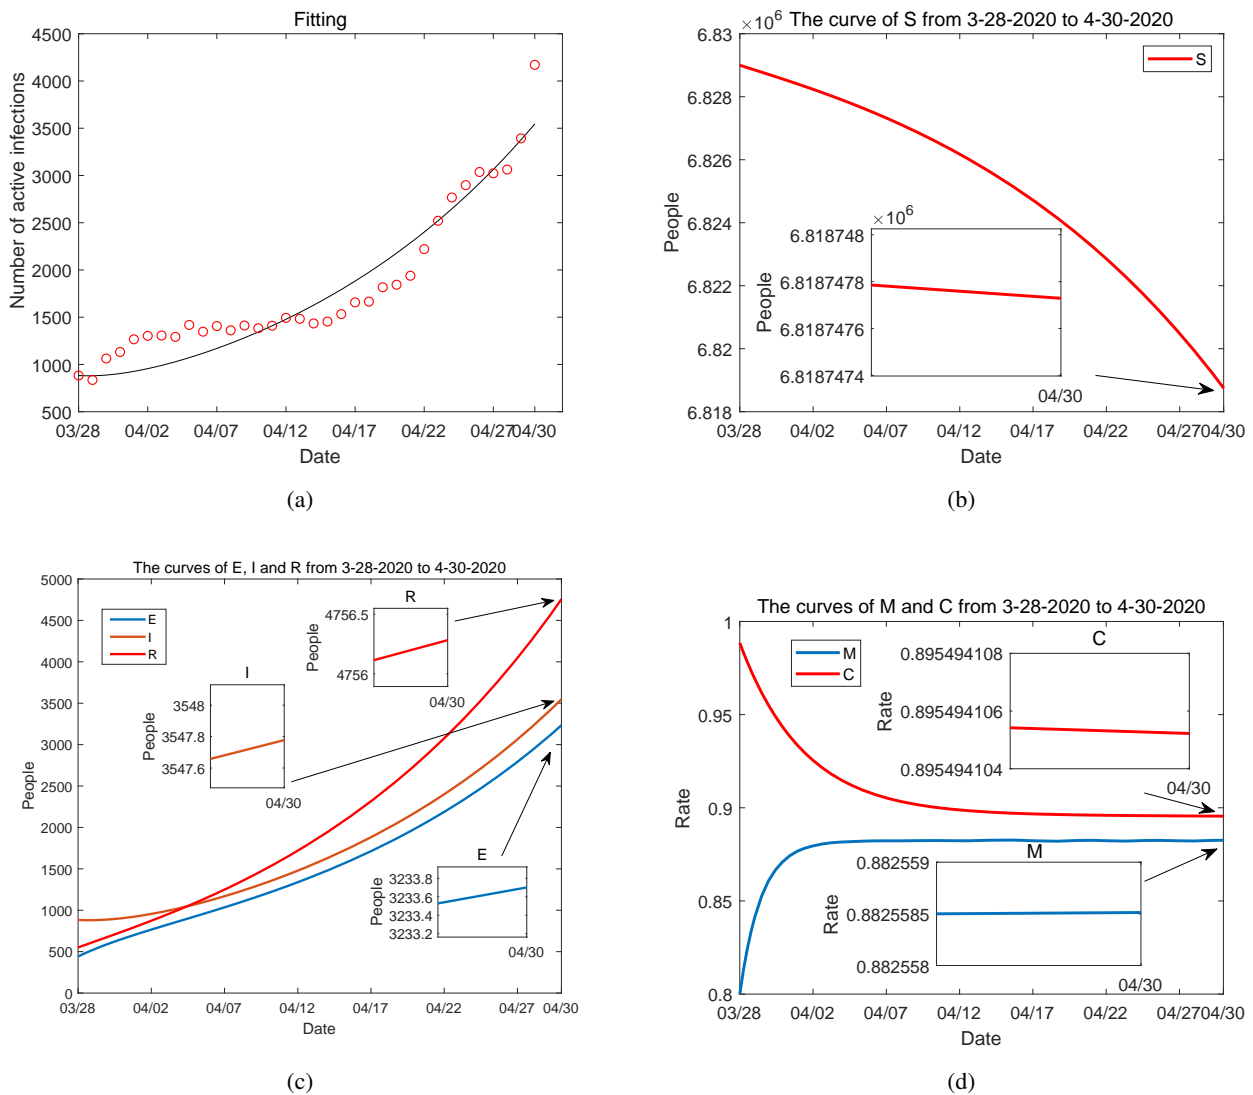 Fitting
4500
4000
3500
3000
2500
2000
1500
1000
500
Number of active infections
03/28 04/02 04/07 04/12 04/17 04/22 04/27 04/30
Date
(a)
×10⁶ The curve of S from 3-28-2020 to 4-30-2020
6.83
6.828
6.826
6.824
6.822
6.82
6.818
People
S
×10⁶
6.818748
6.8187478
6.8187476
6.8187474
People
04/30
03/28 04/02 04/07 04/12 04/17 04/22 04/27 04/30
Date
(b)
The curves of E, I and R from 3-28-2020 to 4-30-2020
5000
4500
4000
3500
3000
2500
2000
1500
1000
500
0
People
E
I
R
R
4756.5
4756
People
04/30
I
3548
3547.8
3547.6
People
04/30
E
3233.8
3233.6
3233.4
3233.2
People
04/30
03/28 04/02 04/07 04/12 04/17 04/22 04/27 04/30
Date
(c)
The curves of M and C from 3-28-2020 to 4-30-2020
1
0.95
0.9
0.85
0.8
Rate
M
C
C
0.895494108
0.895494106
0.895494104
Rate
04/30
M
0.882559
0.8825585
0.882558
Rate
04/30
03/28 04/02 04/07 04/12 04/17 04/22 04/27 04/30
Date
(d)